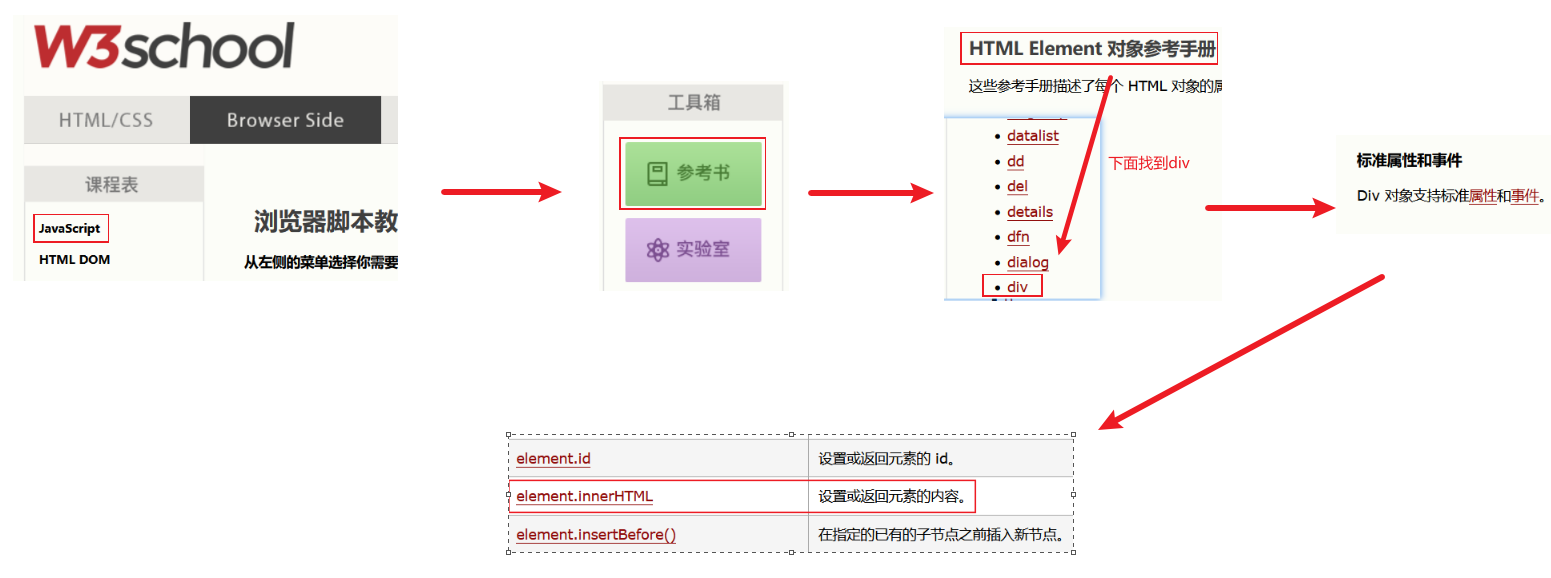 W3school
HTML/CSS
Browser Side
课程表
JavaScript
HTML DOM
浏览器脚本教
从左侧的菜单选择你需要
工具箱
参考书
实验室
HTML Element 对象参考手册
这些参考手册描述了每个 HTML 对象的属
datalist
dd
del
details
dfn
dialog
div
下面找到div
标准属性和事件
Div 对象支持标准属性和事件。
element.id 设置或返回元素的 id。
element.innerHTML 设置或返回元素的内容。
element.insertBefore() 在指定的已有的子节点之前插入新节点。